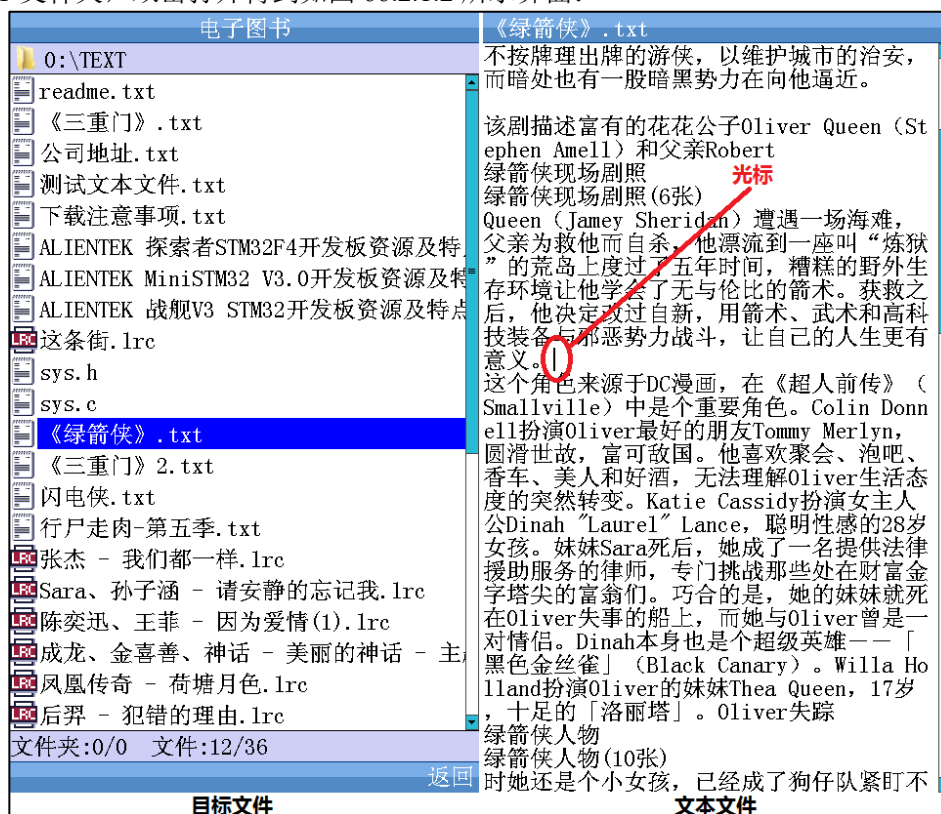 电子图书
0:\TEXT
readme.txt
《三重门》.txt
公司地址.txt
测试文本文件.txt
下载注意事项.txt
ALIENTEK 探索者STM32F4开发板资源及特
ALIENTEK MiniSTM32 V3.0开发板资源及特
ALIENTEK 战舰V3 STM32开发板资源及特点
LRC 这条街.lrc
sys.h
sys.c
《绿箭侠》.txt
《三重门》2.txt
闪电侠.txt
行尸走肉-第五季.txt
LRC 张杰 - 我们都一样.lrc
LRC Sara、孙子涵 - 请安静的忘记我.lrc
LRC 陈奕迅、王菲 - 因为爱情(1).lrc
LRC 成龙、金喜善、神话 - 美丽的神话 - 主
LRC 凤凰传奇 - 荷塘月色.lrc
LRC 后羿 - 犯错的理由.lrc
文件夹:0/0 文件:12/36
返回
目标文件
《绿箭侠》.txt
不按牌理出牌的游侠，以维护城市的治安，
而暗处也有一股暗黑势力在向他逼近。
该剧描述富有的花花公子Oliver Queen（St
ephen Amell）和父亲Robert
绿箭侠现场剧照
光标
绿箭侠现场剧照(6张)
Queen（Jamey Sheridan）遭遇一场海难，
父亲为救他而自杀，他漂流到一座叫“炼狱
”的荒岛上度过了五年时间，糟糕的野外生
存环境让他学会了无与伦比的箭术。获救之
后，他决定改过自新，用箭术、武术和高科
技装备与邪恶势力战斗，让自己的人生更有
意义。
这个角色来源于DC漫画，在《超人前传》（
Smallville）中是个重要角色。Colin Donn
ell扮演Oliver最好的朋友Tommy Merlyn，
圆滑世故，富可敌国。他喜欢聚会、泡吧、
香车、美人和好酒，无法理解Oliver生活态
度的突然转变。Katie Cassidy扮演女主人
公Dinah "Laurel" Lance，聪明性感的28岁
女孩。妹妹Sara死后，她成了一名提供法律
援助服务的律师，专门挑战那些处在财富金
字塔尖的富翁们。巧合的是，她的妹妹就死
在Oliver失事的船上，而她与Oliver曾是一
对情侣。Dinah本身也是个超级英雄——「
黑色金丝雀」（Black Canary）。Willa Ho
lland扮演Oliver的妹妹Thea Queen，17岁
，十足的「洛丽塔」。Oliver失踪
绿箭侠人物
绿箭侠人物(10张)
时她还是个小女孩，已经成了狗仔队紧盯不
文本文件